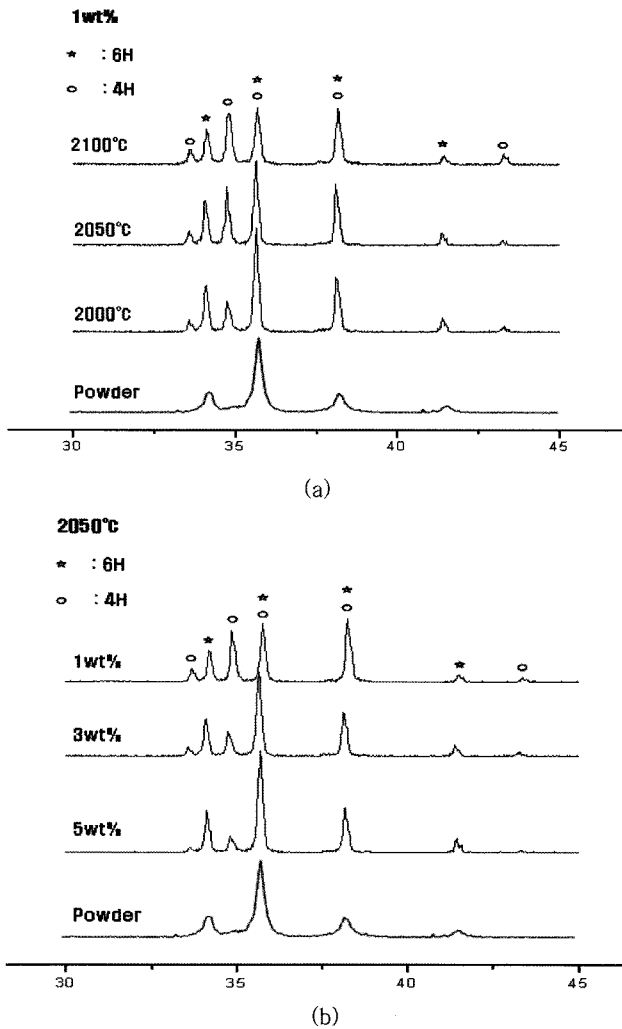 1wt%
★ : 6H
○ : 4H
2100°C
2050°C
2000°C
Powder
30 35 40 45
(a)
2050°C
★ : 6H
○ : 4H
1wt%
3wt%
5wt%
Powder
30 35 40 45
(b)